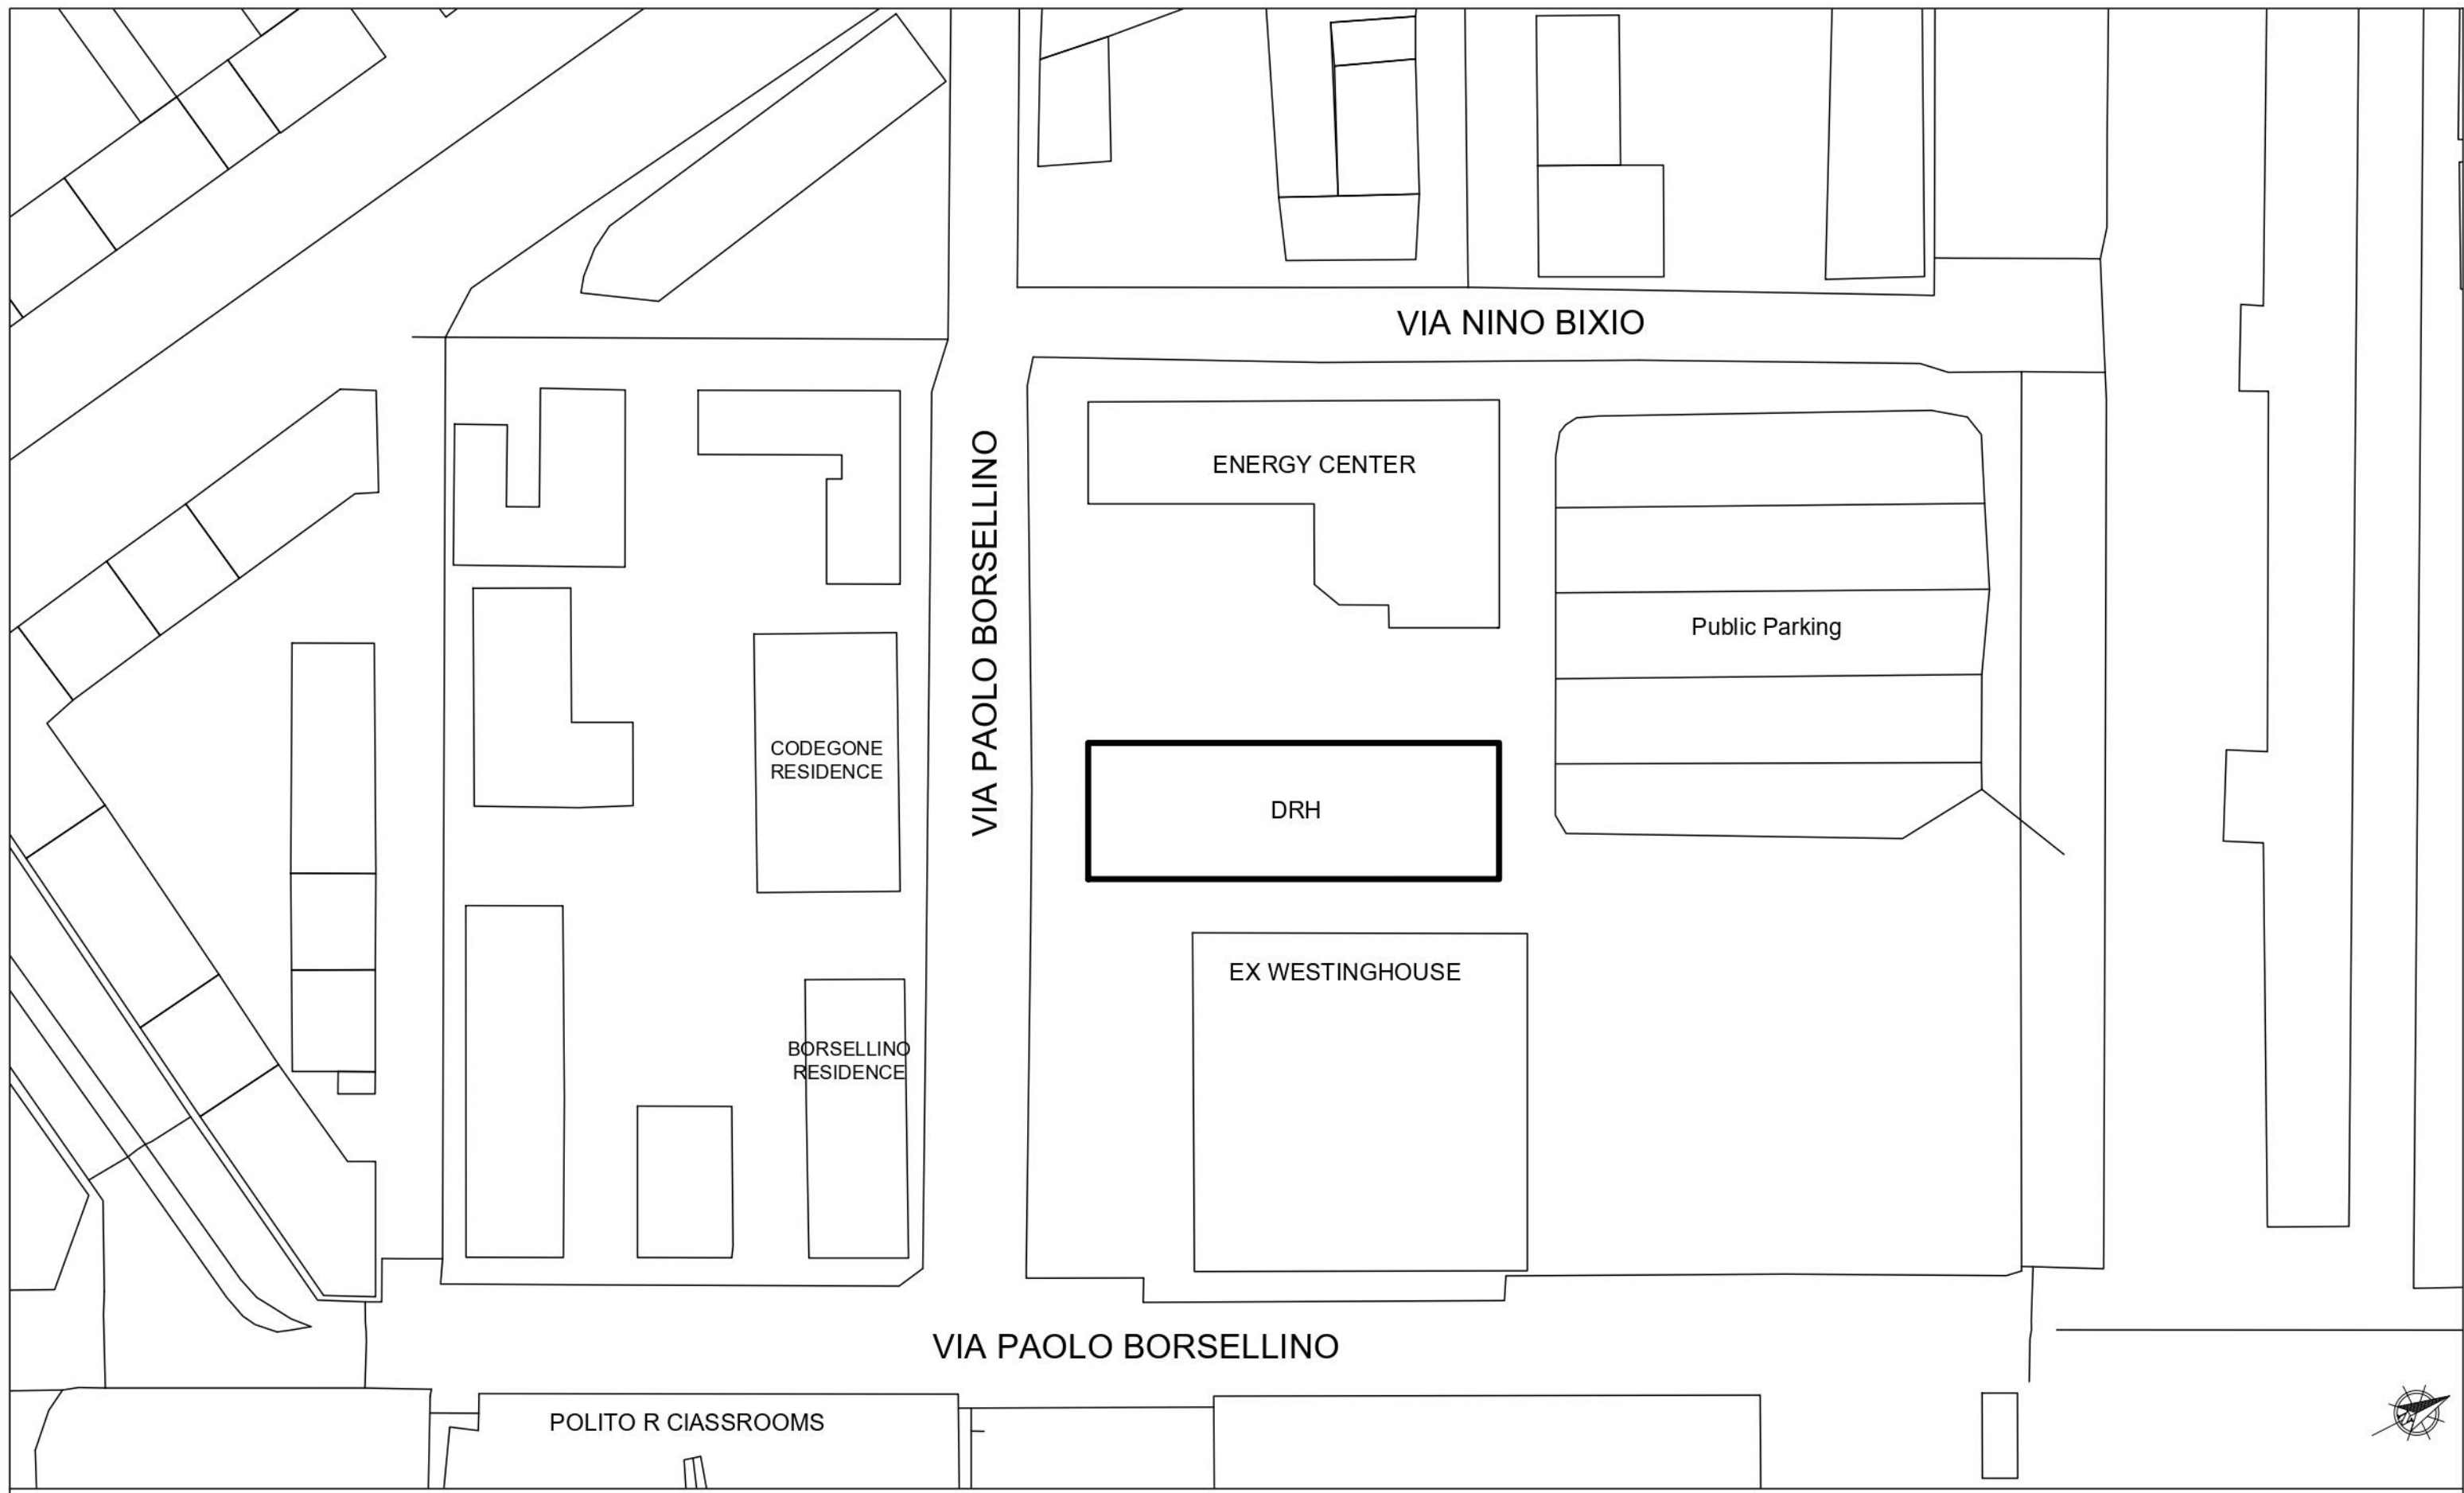 VIA NINO BIXIO
ENERGY CENTER
VIA PAOLO BORSELLINO
Public Parking
CODEGONE
RESIDENCE
DRH
EX WESTINGHOUSE
BORSELLINO
RESIDENCE
VIA PAOLO BORSELLINO
POLITO R ClASSROOMS